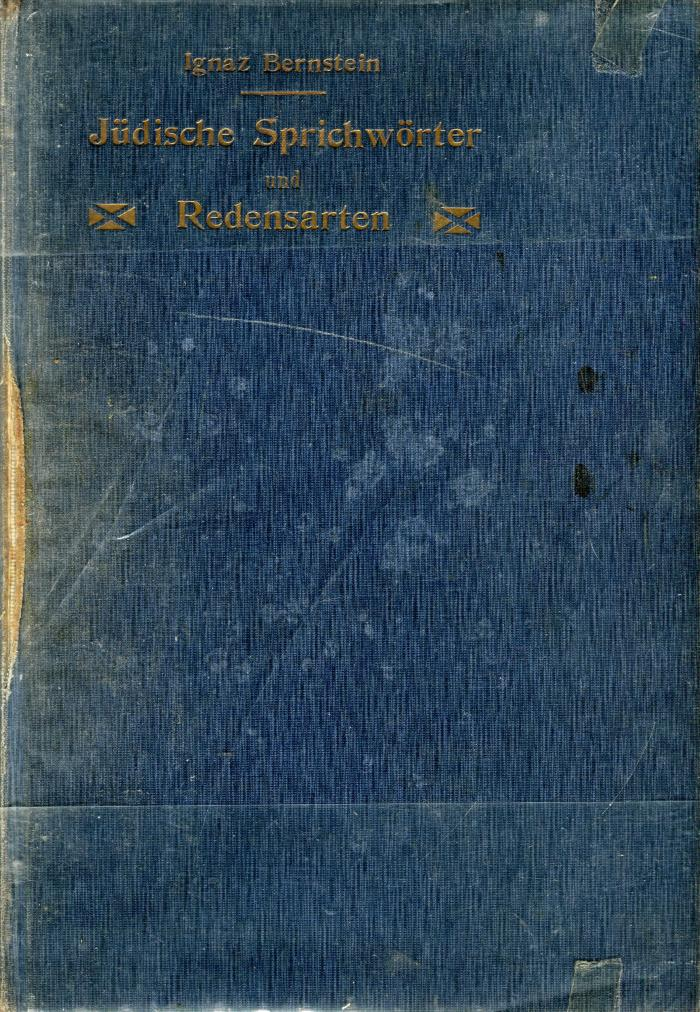 Ignaz Bernstein
Jüdische Sprichwörter
und
Redensarten